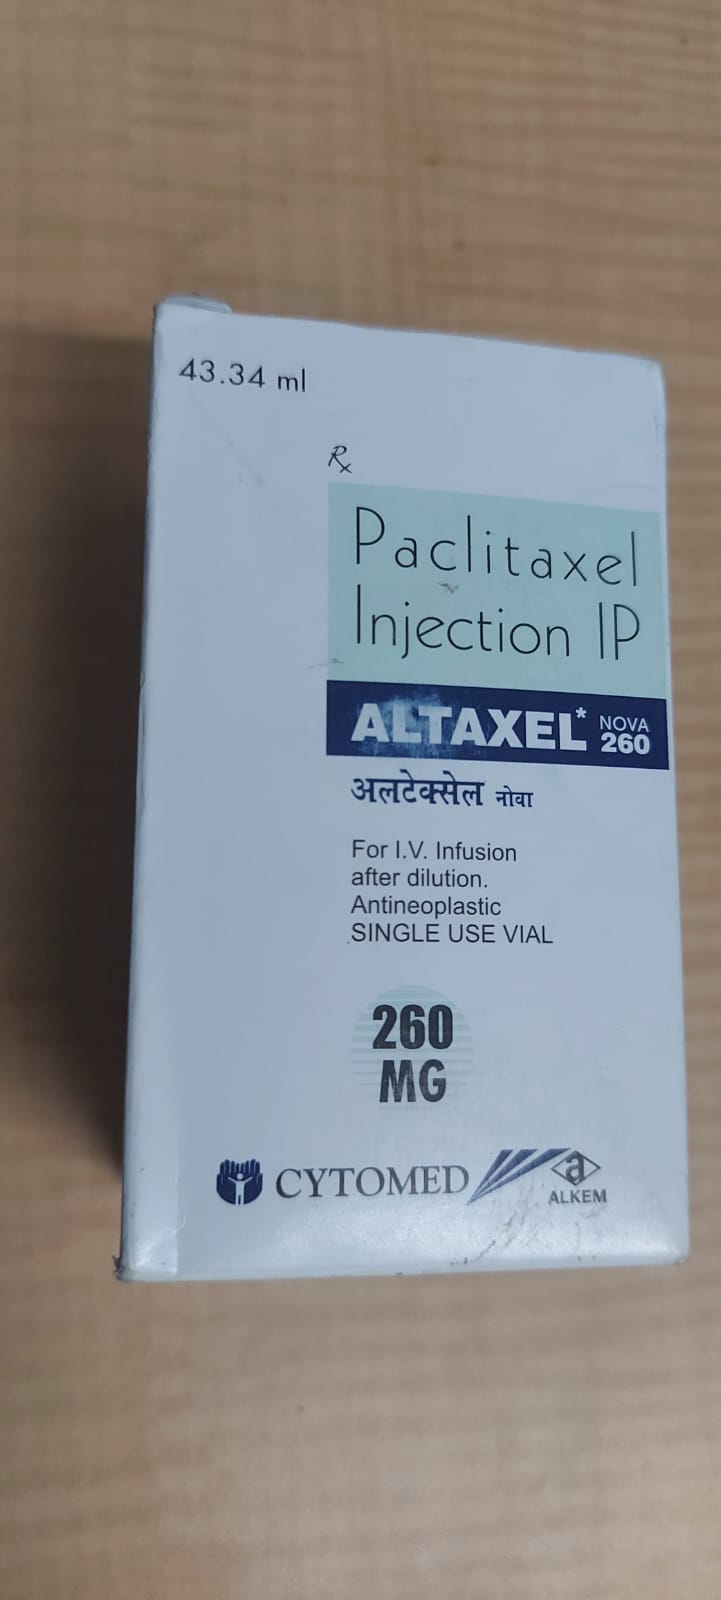 43.34 ml
Rx
Paclitaxel
Injection IP
ALTAXEL* NOVA
260
अलटेक्सेल नोवा
For I.V. Infusion
after dilution.
Antineoplastic
SINGLE USE VIAL
260
MG
CYTOMED
a
ALKEM